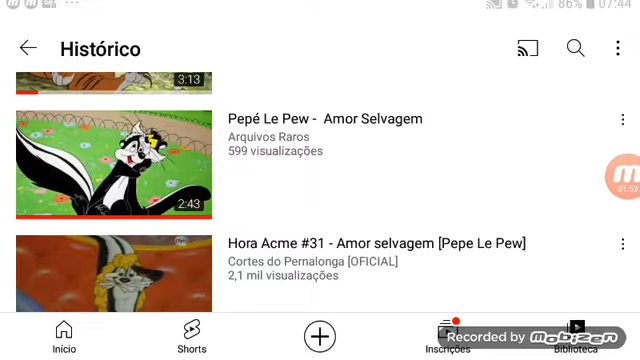 86% 07:44
Histórico
3:13
Pepé Le Pew - Amor Selvagem
Arquivos Raros
599 visualizações
2:43
1:53
Hora Acme #31 - Amor selvagem [Pepe Le Pew]
Cortes do Pernalonga [OFICIAL]
2,1 mil visualizações
Início
Shorts
Inscrições
Biblioteca
Recorded by mobizen